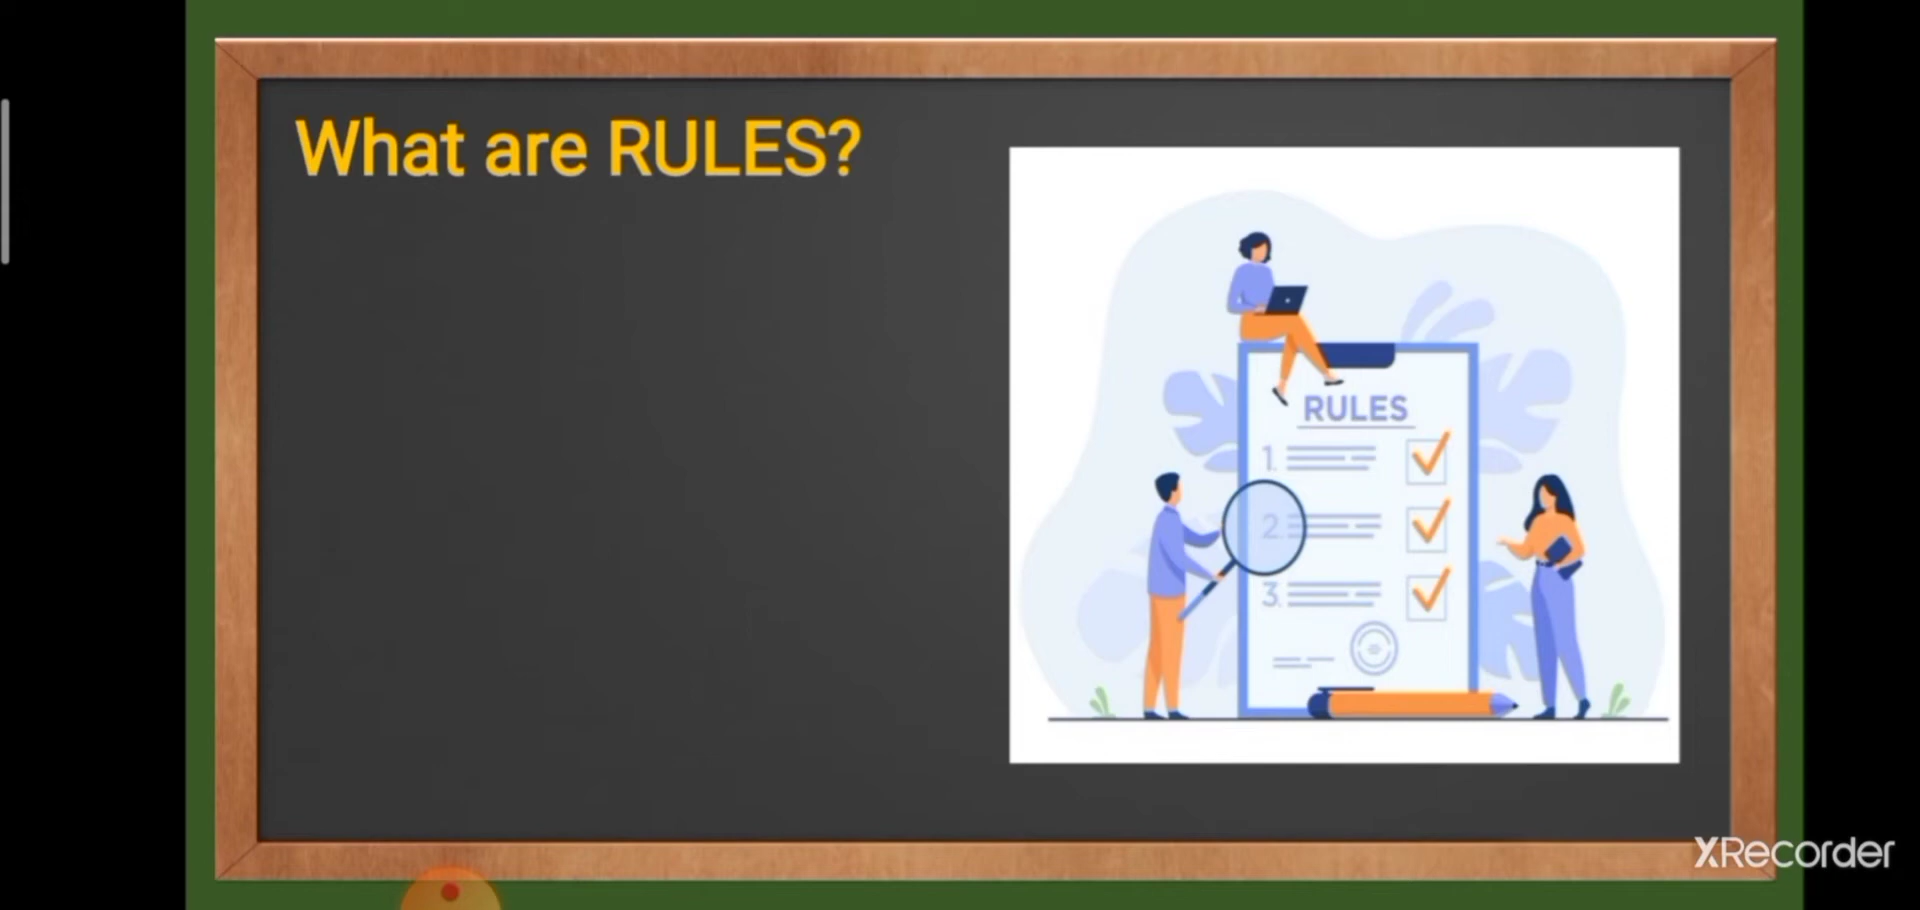 What are RULES?
RULES
1.
2.
3.
XRecorder